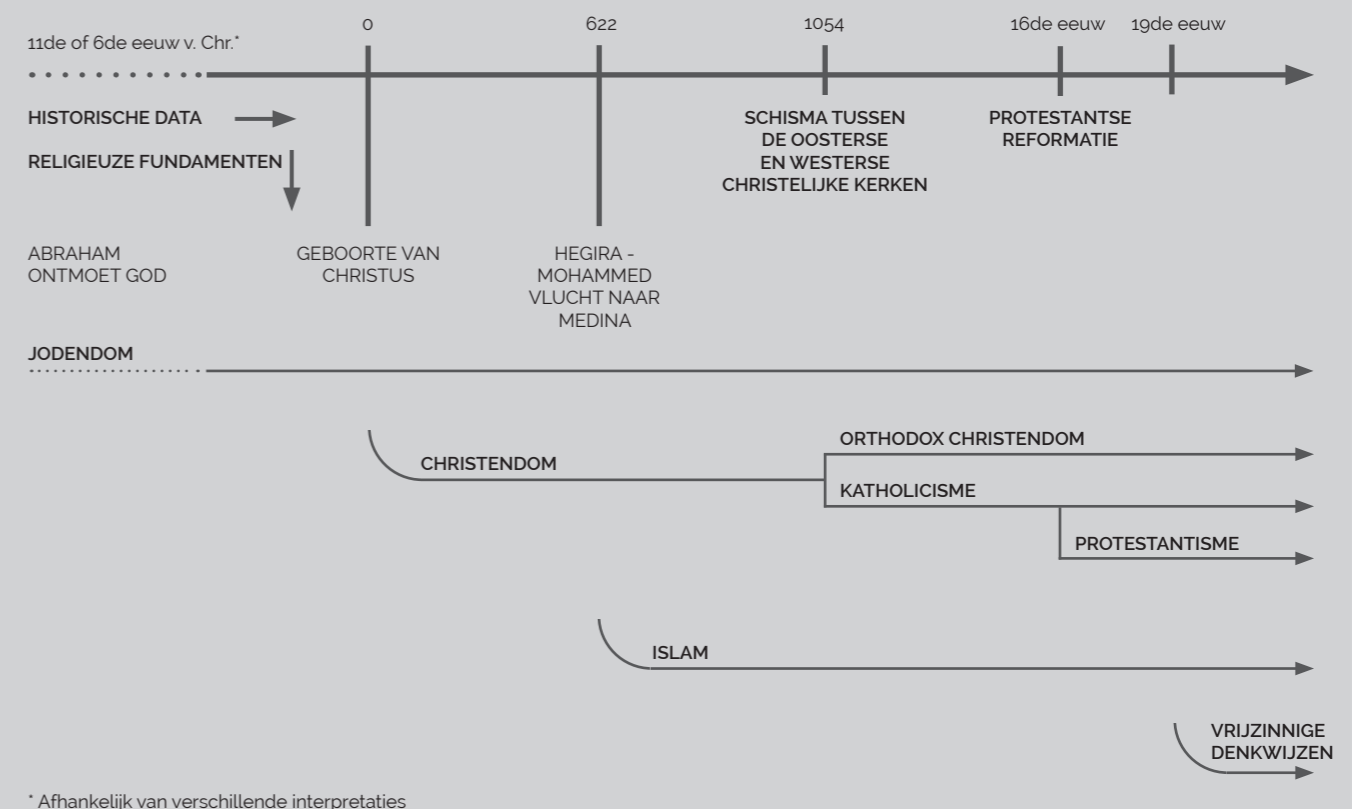 11de of 6de eeuw v. Chr.*
0
622
1054
16de eeuw
19de eeuw
HISTORISCHE DATA
RELIGIEUZE FUNDAMENTEN
SCHISMA TUSSEN
DE OOSTERSE
EN WESTERSE
CHRISTELIJKE KERKEN
PROTESTANTSE
REFORMATIE
ABRAHAM
ONTMOET GOD
GEBOORTE VAN
CHRISTUS
HEGIRA -
MOHAMMED
VLUCHT NAAR
MEDINA
JODENDOM
CHRISTENDOM
ORTHODOX CHRISTENDOM
KATHOLICISME
PROTESTANTISME
ISLAM
VRIJZINNIGE
DENKWIJZEN
* Afhankelijk van verschillende interpretaties